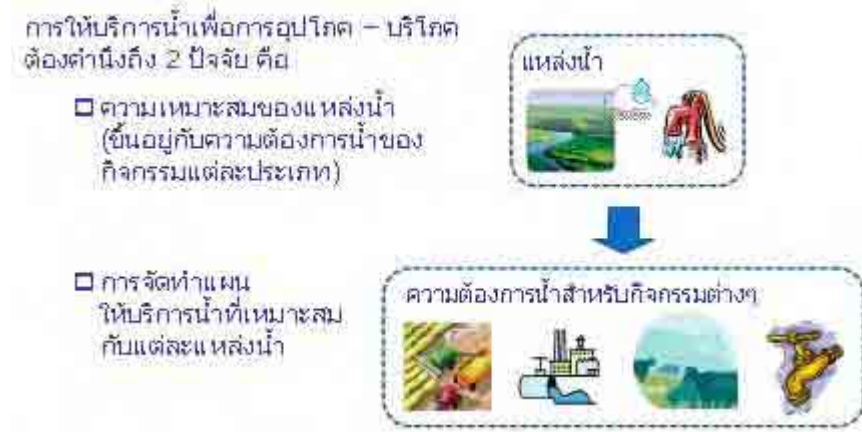 การให้บริการน้ำเพื่อการอุปโภค – บริโภค
ต้องคำนึงถึง 2 ปัจจัย คือ
ความเหมาะสมของแหล่งน้ำ
(ขึ้นอยู่กับความต้องการน้ำของ
กิจกรรมแต่ละประเภท)
แหล่งน้ำ
การจัดทำแผน
ให้บริการน้ำที่เหมาะสม
กับแต่ละแหล่งน้ำ
ความต้องการน้ำสำหรับกิจกรรมต่างๆ